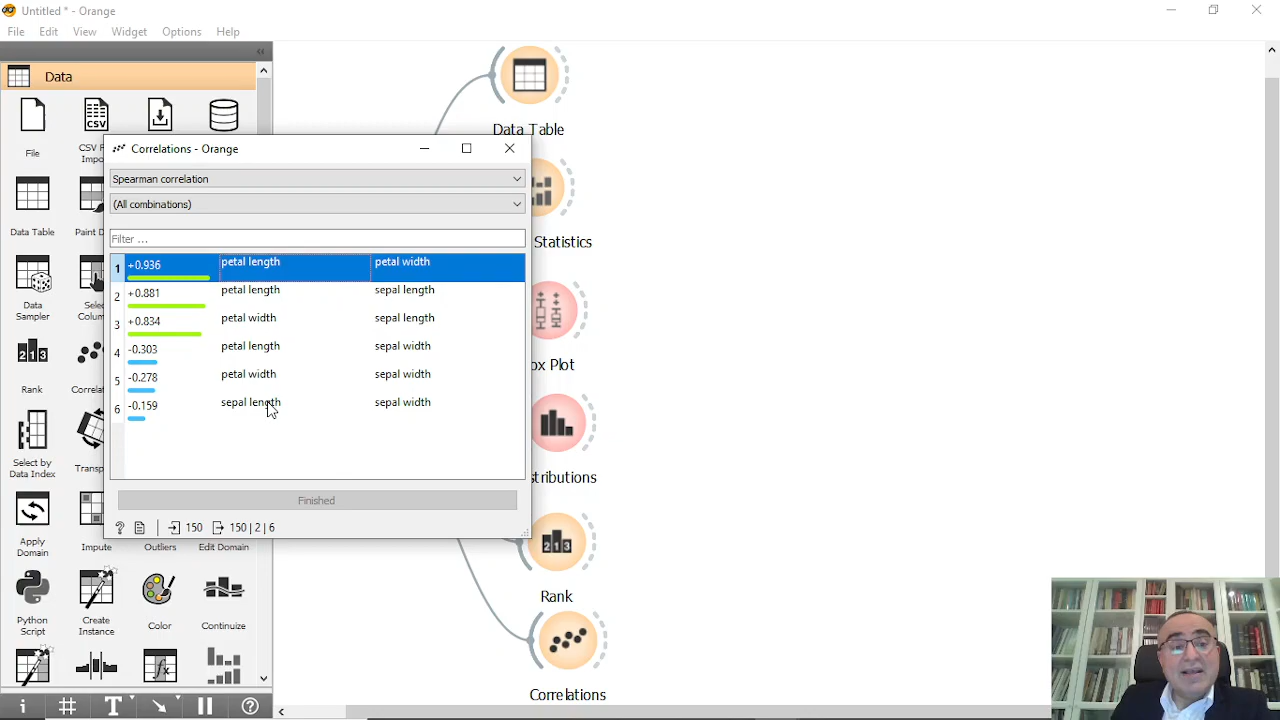 Untitled * - Orange
File Edit View Widget Options Help
Data
File
CSV F
Impo
Data Table
Paint D
Data
Sampler
Selec
Colum
Rank
Correla
Select by
Data Index
Transp
Apply
Domain
Impute
Outliers
Edit Domain
Python
Script
Create
Instance
Color
Continuize
Correlations - Orange
Spearman correlation
(All combinations)
Filter ...
1 +0.936 petal length petal width
2 +0.881 petal length sepal length
3 +0.834 petal width sepal length
4 -0.303 petal length sepal width
5 -0.278 petal width sepal width
6 -0.159 sepal length sepal width
Finished
150 150 | 2 | 6
Data Table
Statistics
ox Plot
stributions
Rank
Correlations